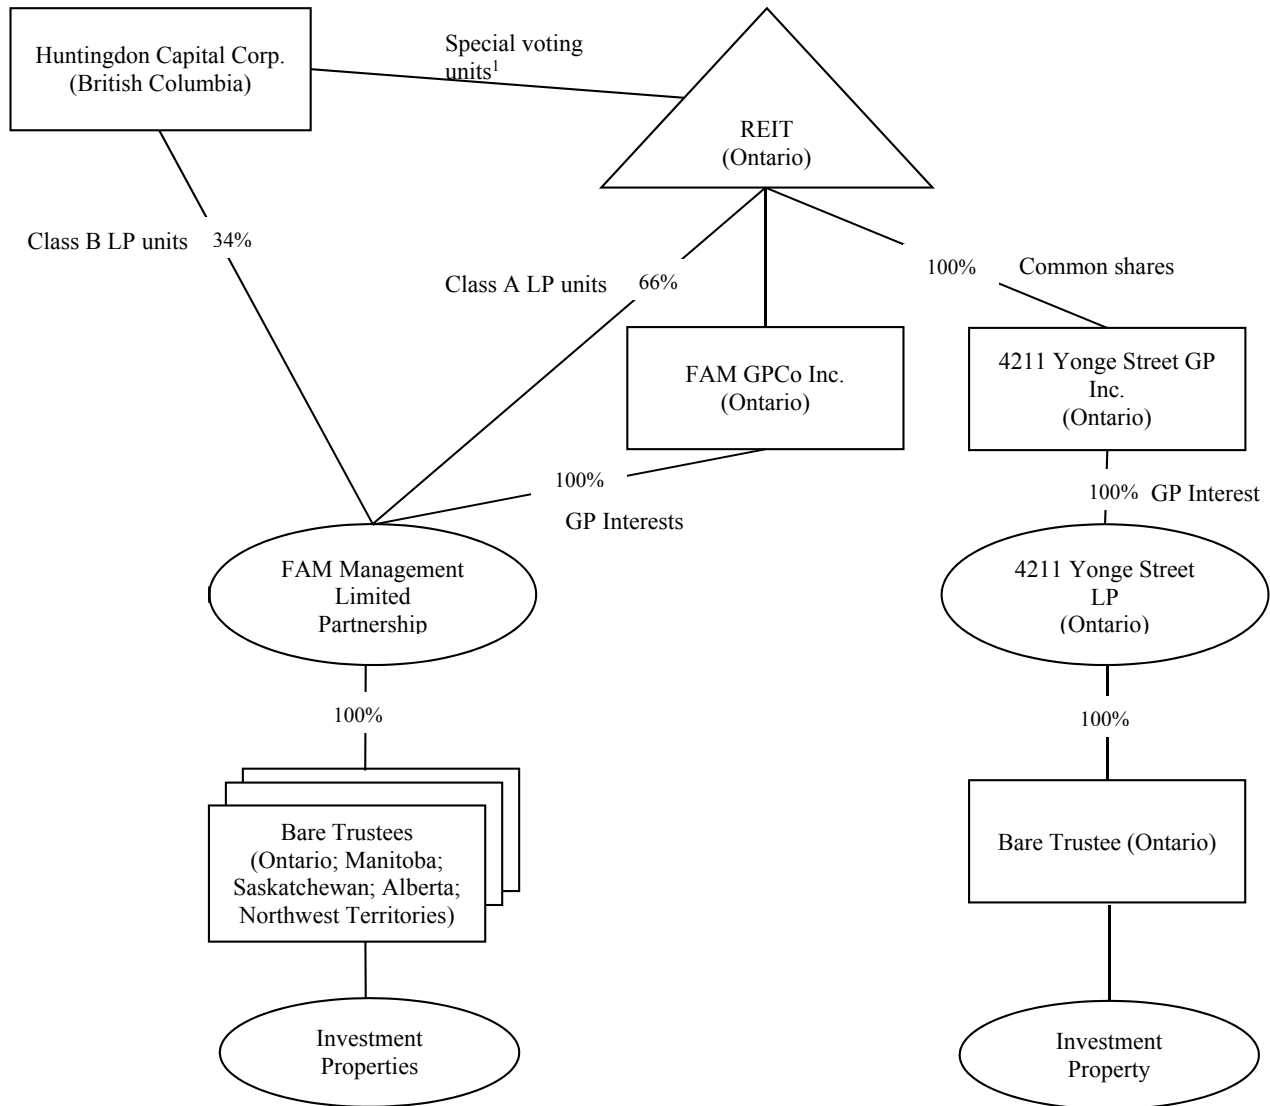 Huntingdon Capital Corp.
(British Columbia)
Special voting
units¹
REIT
(Ontario)
Class B LP units 34%
Class A LP units 66%
100% Common shares
FAM GPCo Inc.
(Ontario)
4211 Yonge Street GP
Inc.
(Ontario)
100%
GP Interests
100% GP Interest
FAM Management
Limited
Partnership
4211 Yonge Street
LP
(Ontario)
100%
100%
Bare Trustees
(Ontario; Manitoba;
Saskatchewan; Alberta;
Northwest Territories)
Bare Trustee (Ontario)
Investment
Properties
Investment
Property